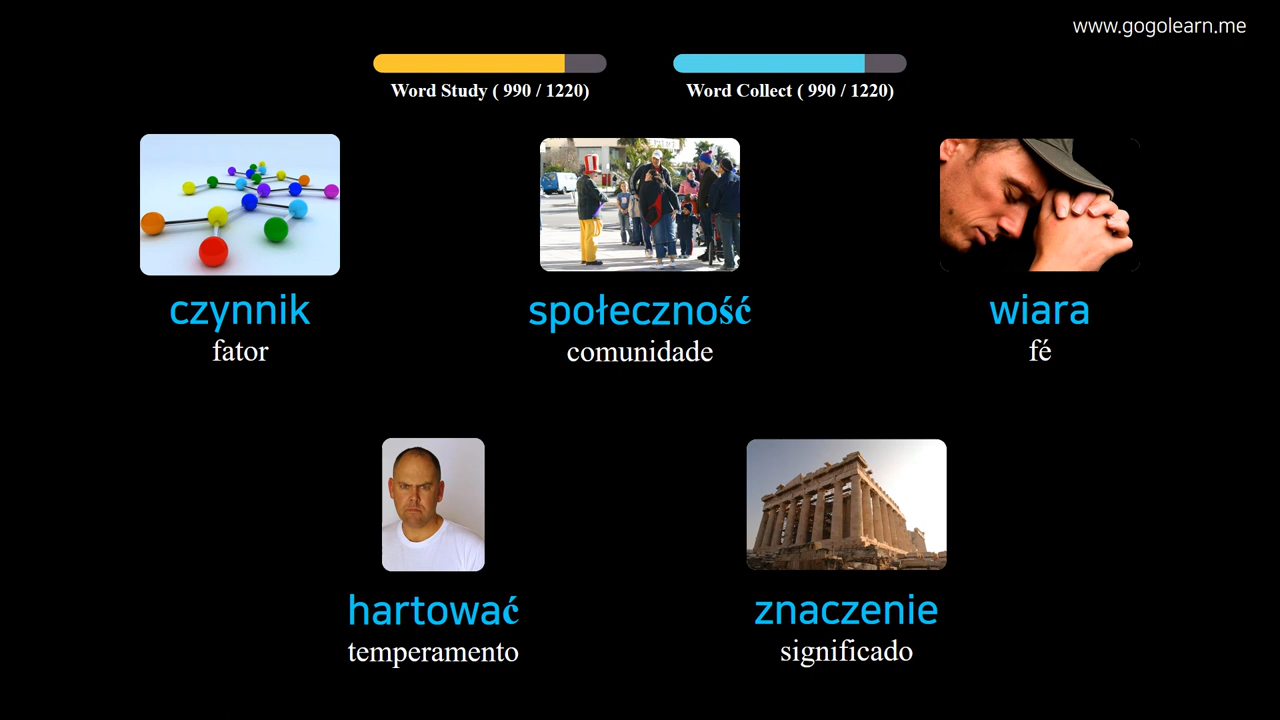 www.gogolearn.me
Word Study ( 990 / 1220)
Word Collect ( 990 / 1220)
czynnik
fator
społeczność
comunidade
wiara
fé
hartować
temperamento
znaczenie
significado